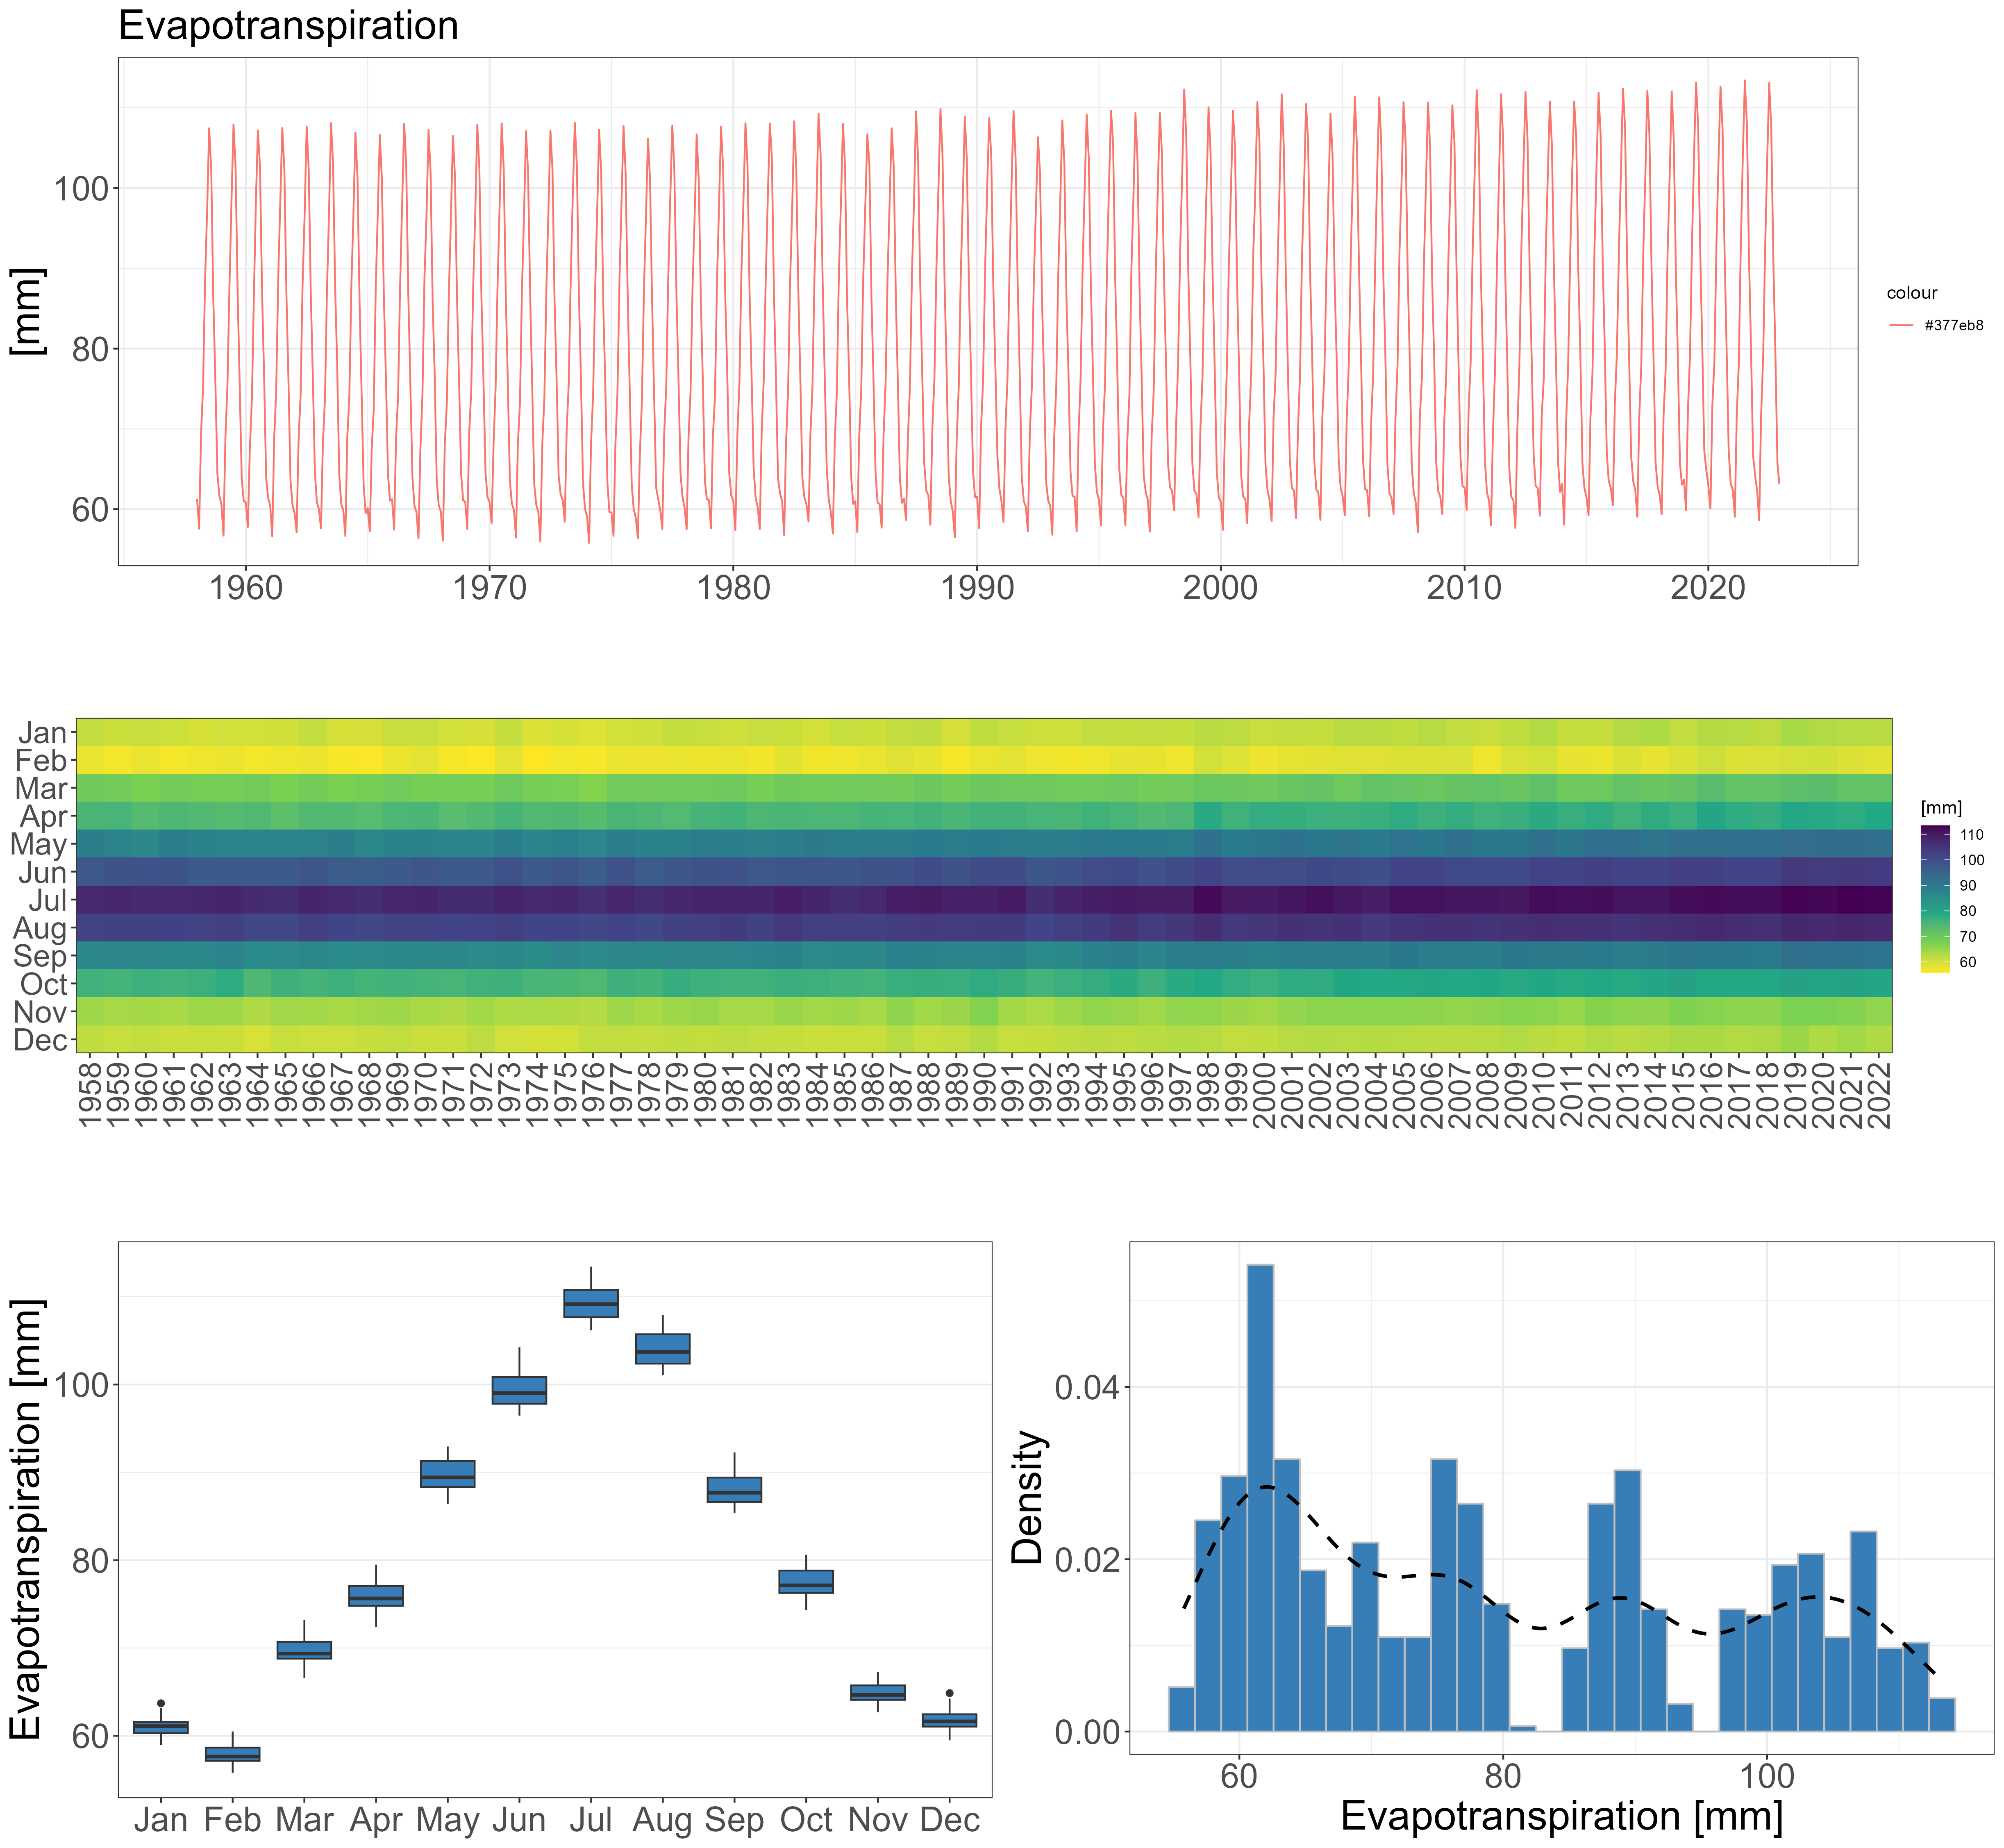 Evapotranspiration
[mm]
100
80
60
1960 1970 1980 1990 2000 2010 2020
colour
#377eb8
Jan
Feb
Mar
Apr
May
Jun
Jul
Aug
Sep
Oct
Nov
Dec
1958 1959 1960 1961 1962 1963 1964 1965 1966 1967 1968 1969 1970 1971 1972 1973 1974 1975 1976 1977 1978 1979 1980 1981 1982 1983 1984 1985 1986 1987 1988 1989 1990 1991 1992 1993 1994 1995 1996 1997 1998 1999 2000 2001 2002 2003 2004 2005 2006 2007 2008 2009 2010 2011 2012 2013 2014 2015 2016 2017 2018 2019 2020 2021 2022
[mm]
110
100
90
80
70
60
Evapotranspiration [mm]
100
80
60
Jan Feb Mar Apr May Jun Jul Aug Sep Oct Nov Dec
Density
0.04
0.02
0.00
60 80 100
Evapotranspiration [mm]